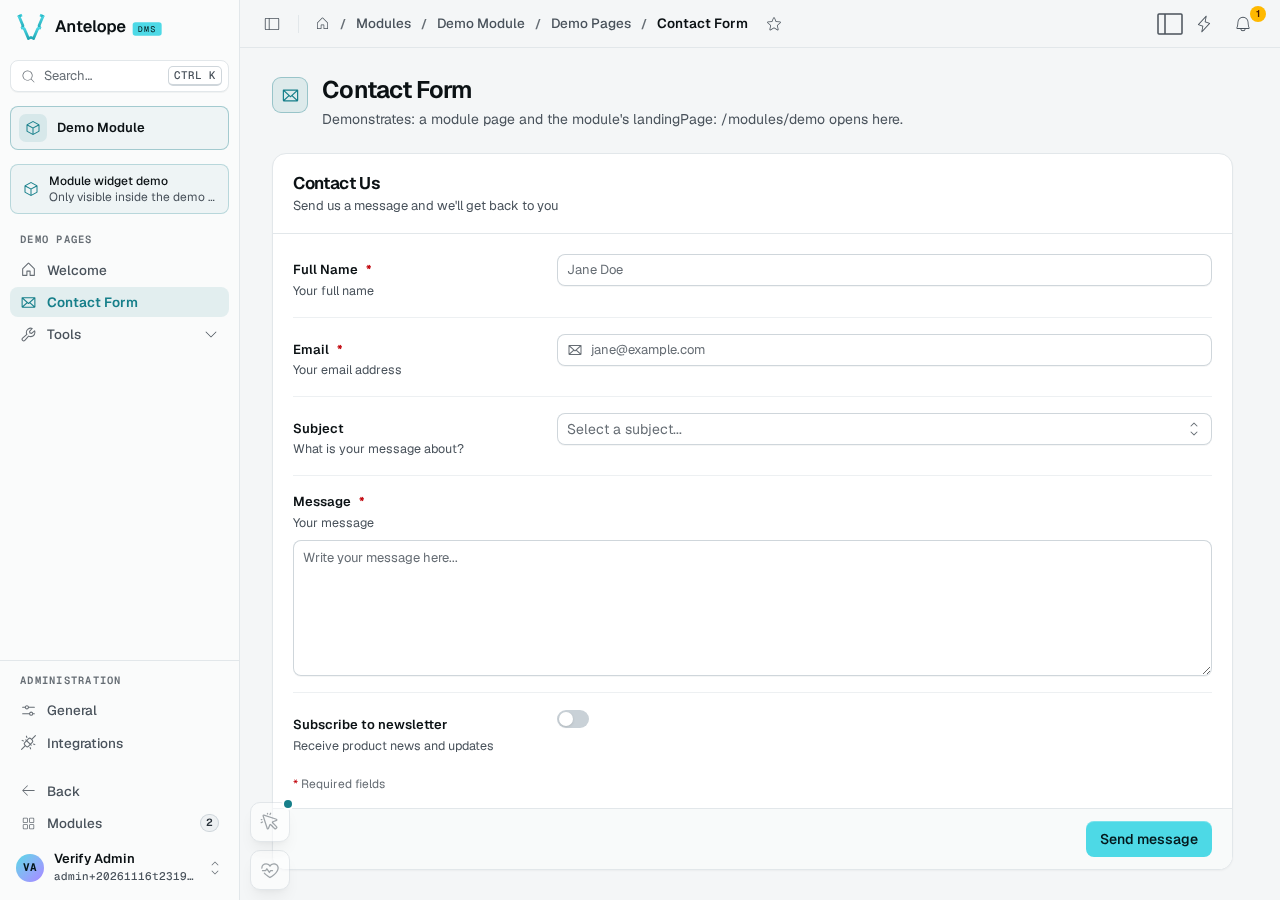 Antelope DMS
Search... CTRL K
Demo Module
Module widget demo
Only visible inside the demo ...
DEMO PAGES
Welcome
Contact Form
Tools
ADMINISTRATION
General
Integrations
Back
Modules 2
VA Verify Admin
admin+20261116t2319...
/ Modules / Demo Module / Demo Pages / Contact Form
1
Contact Form
Demonstrates: a module page and the module's landingPage: /modules/demo opens here.
Contact Us
Send us a message and we'll get back to you
Full Name *
Your full name
Jane Doe
Email *
Your email address
jane@example.com
Subject
What is your message about?
Select a subject...
Message *
Your message
Write your message here...
Subscribe to newsletter
Receive product news and updates
* Required fields
Send message